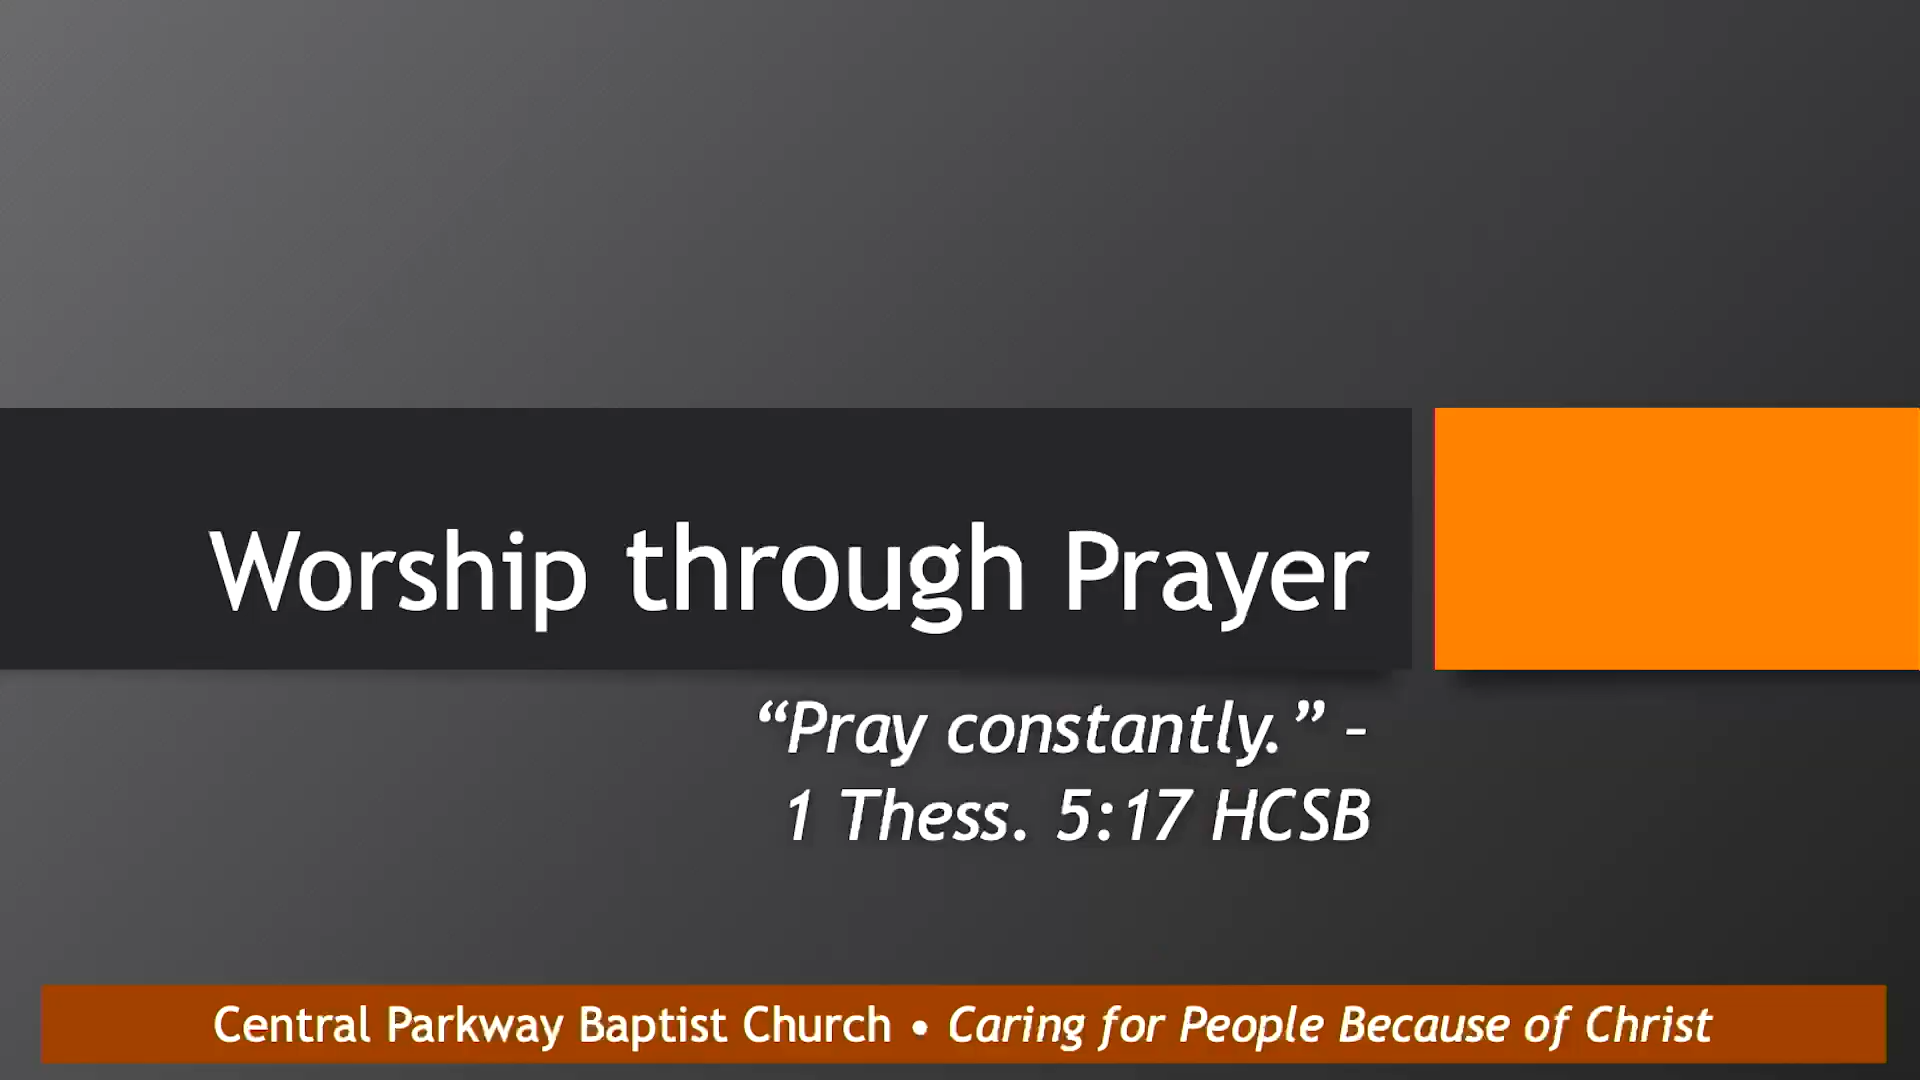 Worship through Prayer
“Pray constantly.” –
1 Thess. 5:17 HCSB
Central Parkway Baptist Church • Caring for People Because of Christ